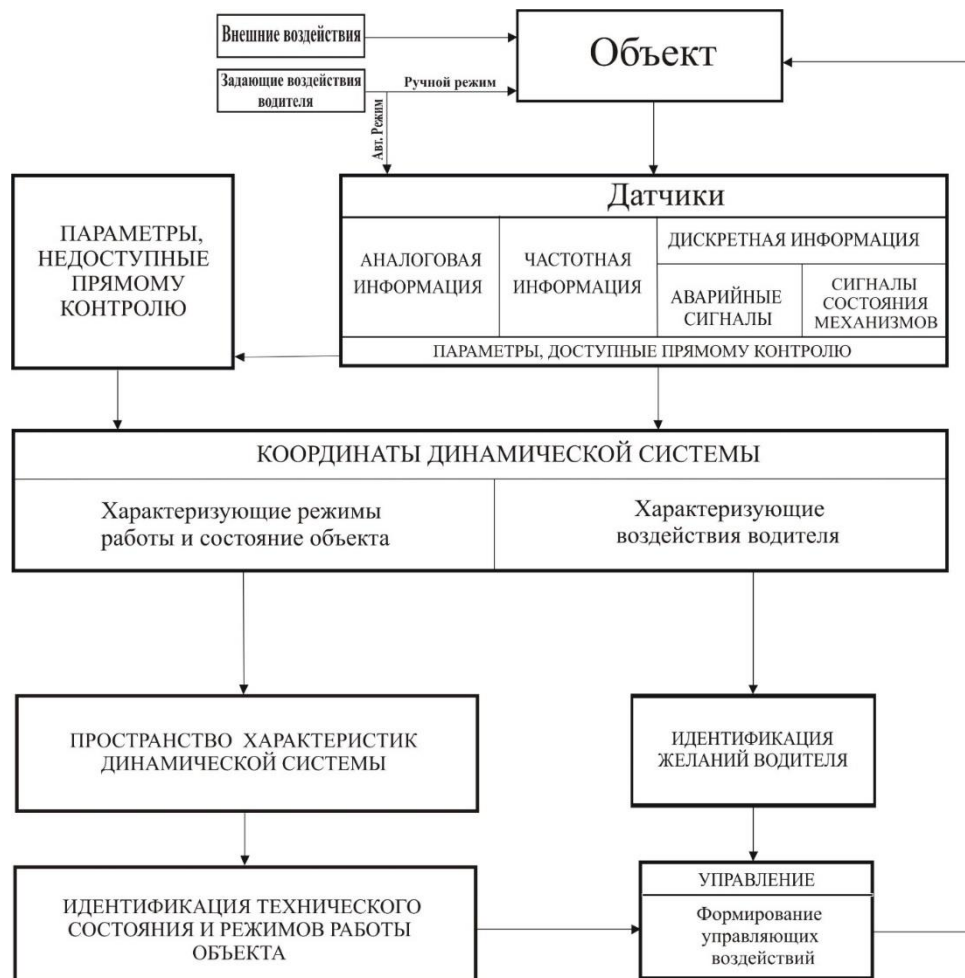 Внешние воздействия
Объект
Задающие воздействия
водителя
Ручной режим
Авт. Режим
Датчики
ПАРАМЕТРЫ,
НЕДОСТУПНЫЕ
ПРЯМОМУ
КОНТРОЛЮ
АНАЛОГОВАЯ
ИНФОРМАЦИЯ
ЧАСТОТНАЯ
ИНФОРМАЦИЯ
ДИСКРЕТНАЯ ИНФОРМАЦИЯ
АВАРИЙНЫЕ
СИГНАЛЫ
СИГНАЛЫ
СОСТОЯНИЯ
МЕХАНИЗМОВ
ПАРАМЕТРЫ, ДОСТУПНЫЕ ПРЯМОМУ КОНТРОЛЮ
КООРДИНАТЫ ДИНАМИЧЕСКОЙ СИСТЕМЫ
Характеризующие режимы
работы и состояние объекта
Характеризующие
воздействия водителя
ПРОСТРАНСТВО ХАРАКТЕРИСТИК
ДИНАМИЧЕСКОЙ СИСТЕМЫ
ИДЕНТИФИКАЦИЯ
ЖЕЛАНИЙ ВОДИТЕЛЯ
ИДЕНТИФИКАЦИЯ ТЕХНИЧЕСКОГО
СОСТОЯНИЯ И РЕЖИМОВ РАБОТЫ
ОБЪЕКТА
УПРАВЛЕНИЕ
Формирование
управляющих
воздействий